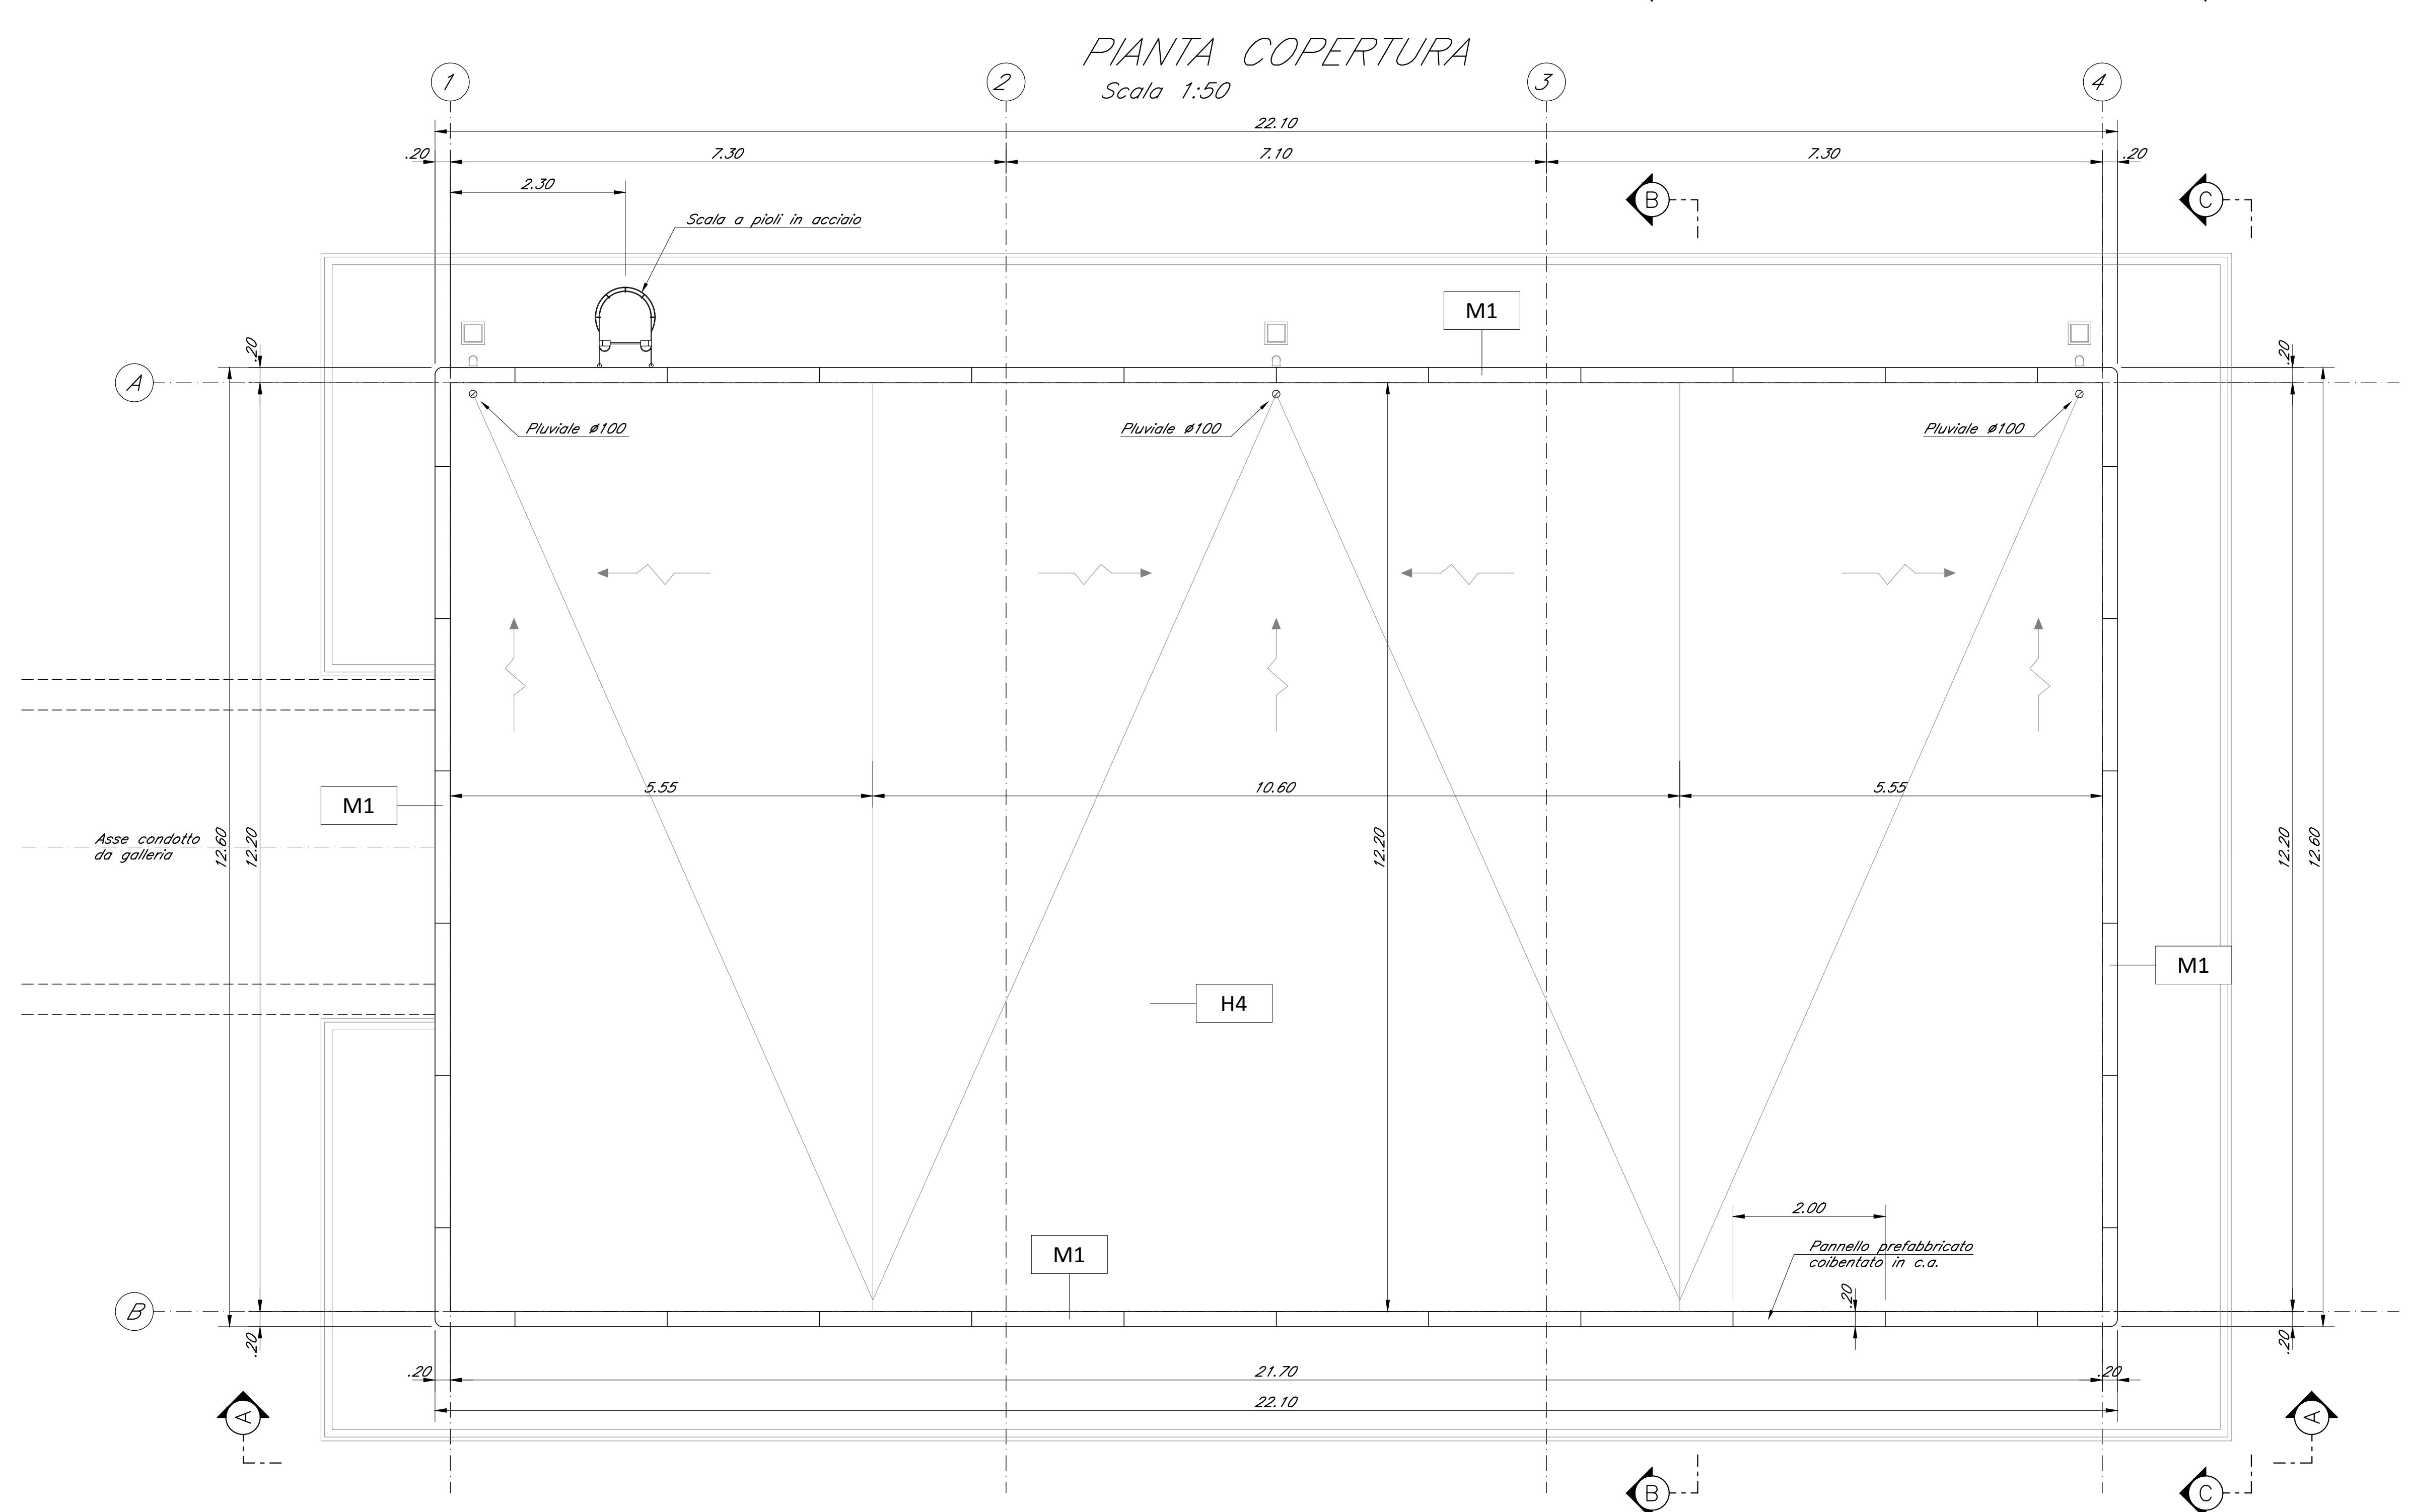 PIANTA COPERTURA
Scala 1:50
1
2
3
4
22.10
.20
7.30
7.10
7.30
.20
2.30
B
C
Scala a pioli in acciaio
M1
.20
.20
A
Pluviale ø100
Pluviale ø100
Pluviale ø100
5.55
10.60
5.55
M1
Asse condotto
da galleria
12.60
12.20
12.20
12.20
12.60
M1
H4
2.00
M1
Pannello prefabbricato
coibentato in c.a.
.20
B
.20
.20
.20
21.70
.20
22.10
A
A
B
C